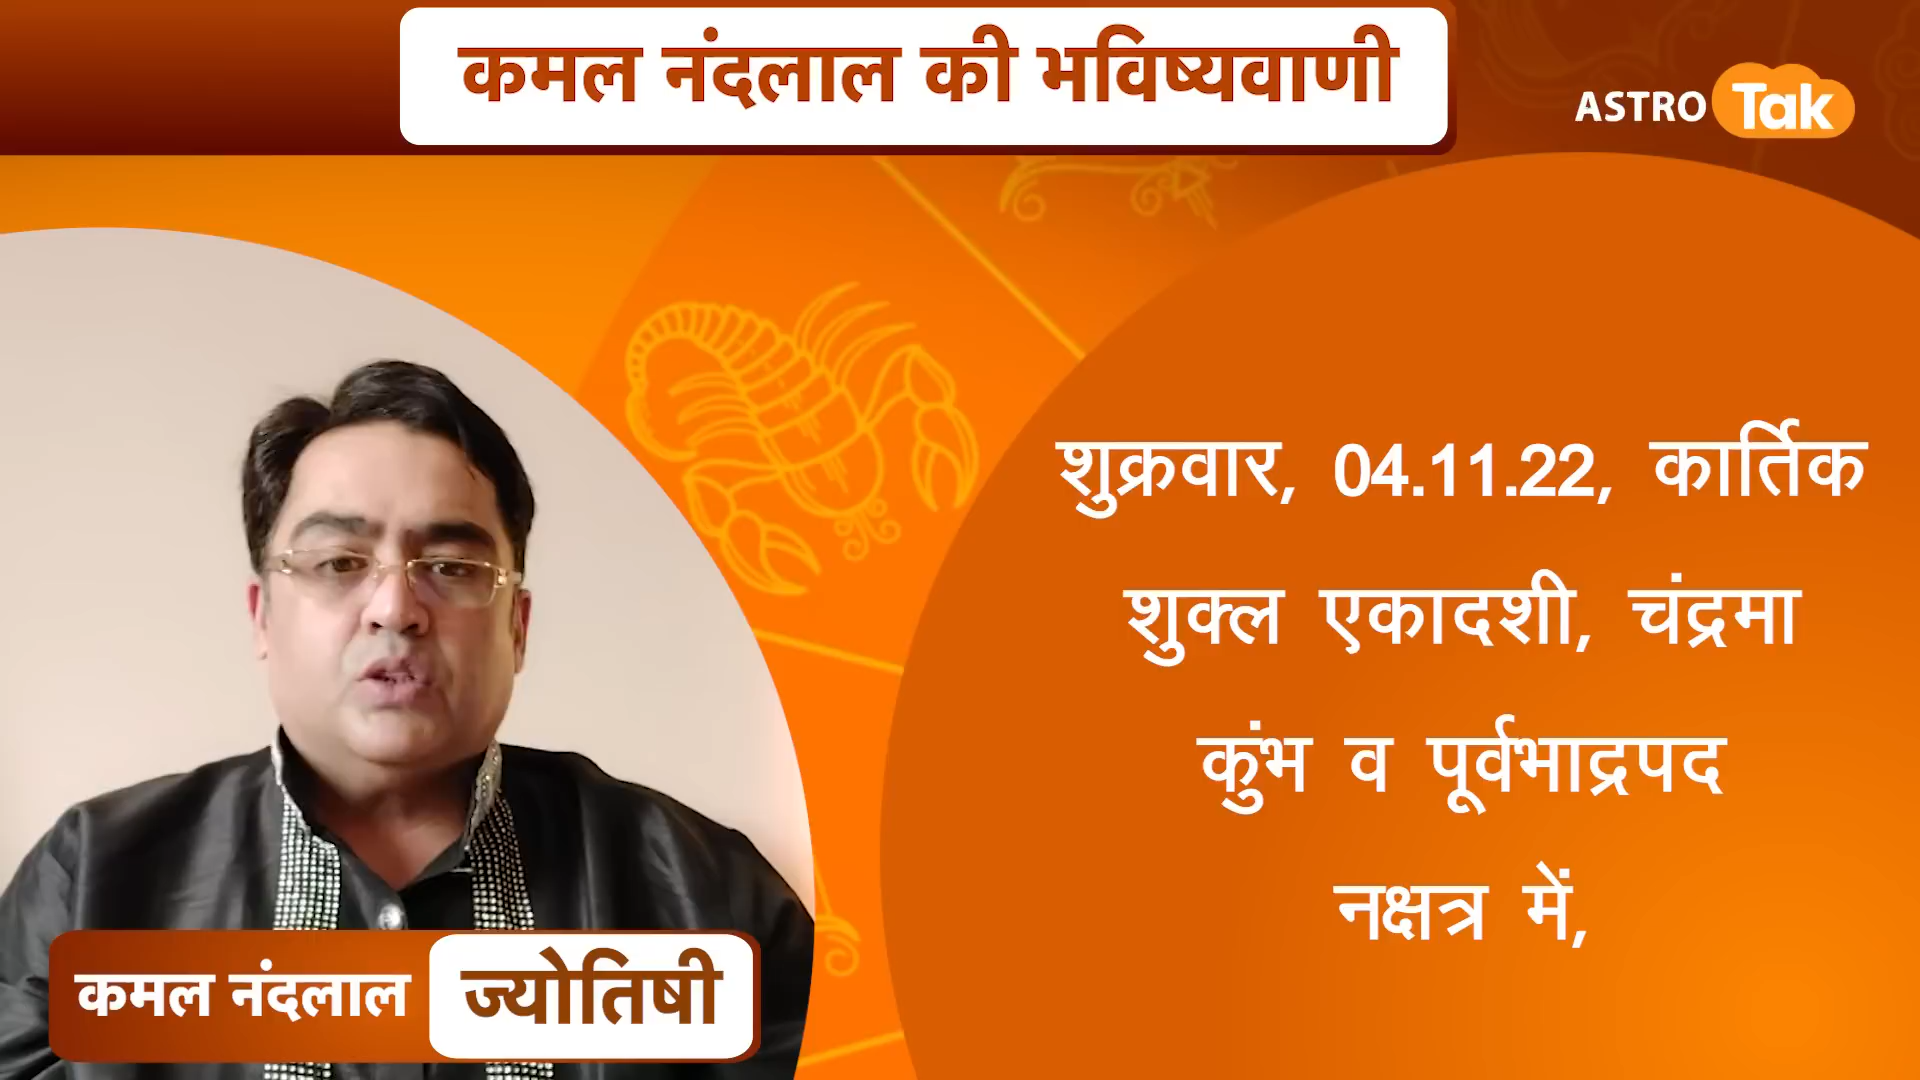 कमल नंदलाल की भविष्यवाणी
ASTRO Tak
शुक्रवार, 04.11.22, कार्तिक
शुक्ल एकादशी, चंद्रमा
कुंभ व पूर्वभाद्रपद
नक्षत्र में,
कमल नंदलाल ज्योतिषी